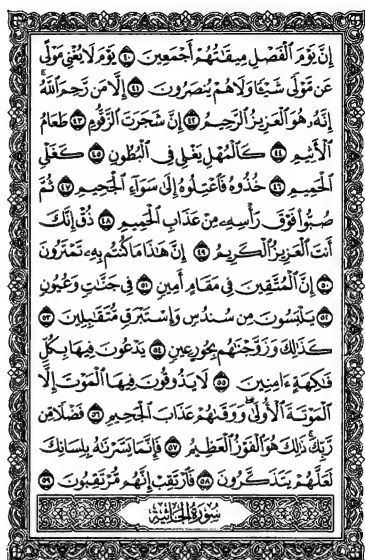 إِنَّ يَوْمَ ٱلْفَصْلِ مِيقَـٰتُهُمْ أَجْمَعِينَ ٤٠ يَوْمَ لَا يُغْنِى مَوْلًى
عَن مَّوْلًى شَيْـًٔا وَلَا هُمْ يُنصَرُونَ ٤١ إِلَّا مَن رَّحِمَ ٱللَّهُ ۚ
إِنَّهُۥ هُوَ ٱلْعَزِيزُ ٱلرَّحِيمُ ٤٢ إِنَّ شَجَرَتَ ٱلزَّقُّومِ ٤٣ طَعَامُ
ٱلْأَثِيمِ ٤٤ كَٱلْمُهْلِ يَغْلِى فِى ٱلْبُطُونِ ٤٥ كَغَلْىِ
ٱلْحَمِيمِ ٤٦ خُذُوهُ فَٱعْتِلُوهُ إِلَىٰ سَوَآءِ ٱلْجَحِيمِ ٤٧ ثُمَّ
صُبُّوا۟ فَوْقَ رَأْسِهِۦ مِنْ عَذَابِ ٱلْحَمِيمِ ٤٨ ذُقْ إِنَّكَ
أَنتَ ٱلْعَزِيزُ ٱلْكَرِيمُ ٤٩ إِنَّ هَـٰذَا مَا كُنتُم بِهِۦ تَمْتَرُونَ
٥٠ إِنَّ ٱلْمُتَّقِينَ فِى مَقَامٍ أَمِينٍ ٥١ فِى جَنَّـٰتٍ وَعُيُونٍ
٥٢ يَلْبَسُونَ مِن سُندُسٍ وَإِسْتَبْرَقٍ مُّتَقَـٰبِلِينَ ٥٣
كَذَٰلِكَ وَزَوَّجْنَـٰهُم بِحُورٍ عِينٍ ٥٤ يَدْعُونَ فِيهَا بِكُلِّ
فَـٰكِهَةٍ ءَامِنِينَ ٥٥ لَا يَذُوقُونَ فِيهَا ٱلْمَوْتَ إِلَّا
ٱلْمَوْتَةَ ٱلْأُولَىٰ ۖ وَوَقَىٰهُمْ عَذَابَ ٱلْجَحِيمِ ٥٦ فَضْلًا مِّن
رَّبِّكَ ۚ ذَٰلِكَ هُوَ ٱلْفَوْزُ ٱلْعَظِيمُ ٥٧ فَإِنَّمَا يَسَّرْنَـٰهُ بِلِسَانِكَ
لَعَلَّهُمْ يَتَذَكَّرُونَ ٥٨ فَٱرْتَقِبْ إِنَّهُم مُّرْتَقِبُونَ ٥٩
سُورَةُ الجَاثِيَةِ